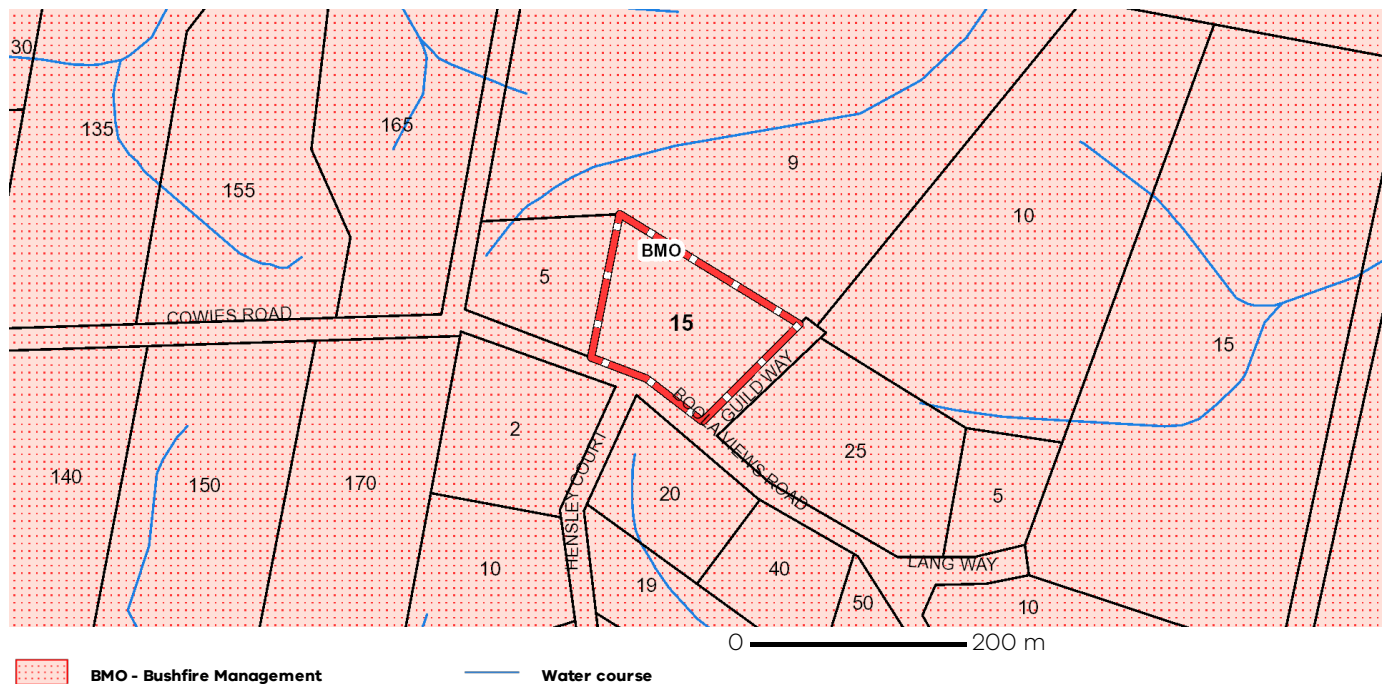 30
135
165
9
155
10
BMO
5
15
COWIES ROAD
15
GUILD WAY
BOOLA VIEWS ROAD
2
25
HENSLEY COURT
140
150
170
20
5
10
19
40
LANG WAY
50
10
0 200 m
BMO - Bushfire Management
Water course